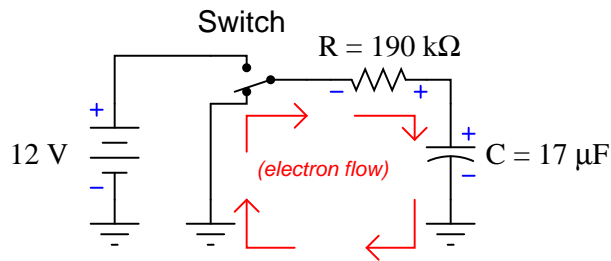 Switch
R = 190 kΩ
− +
+
12 V
−
(electron flow)
+
−
C = 17 μF